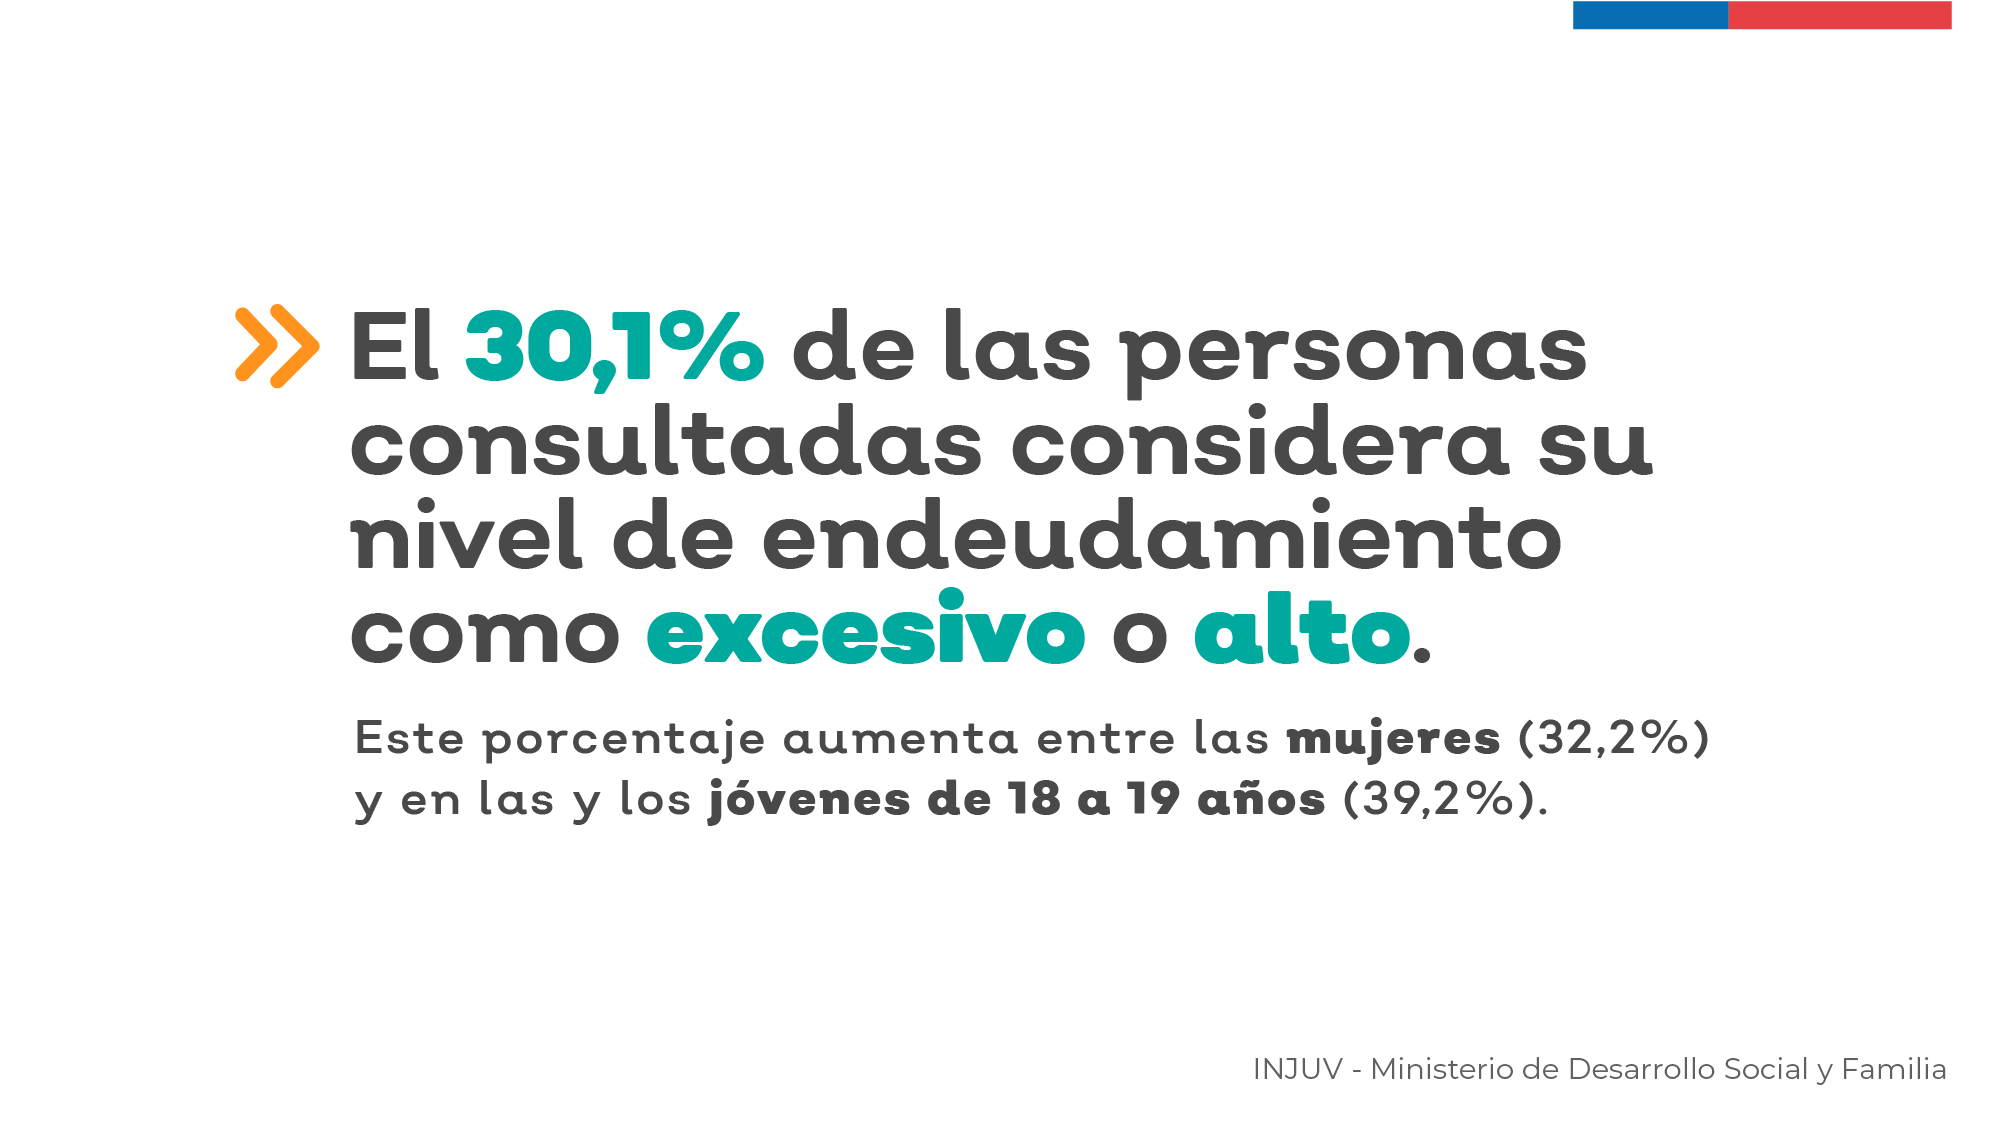 El 30,1% de las personas
consultadas considera su
nivel de endeudamiento
como excesivo o alto.
Este porcentaje aumenta entre las mujeres (32,2%)
y en las y los jóvenes de 18 a 19 años (39,2%).
INJUV - Ministerio de Desarrollo Social y Familia